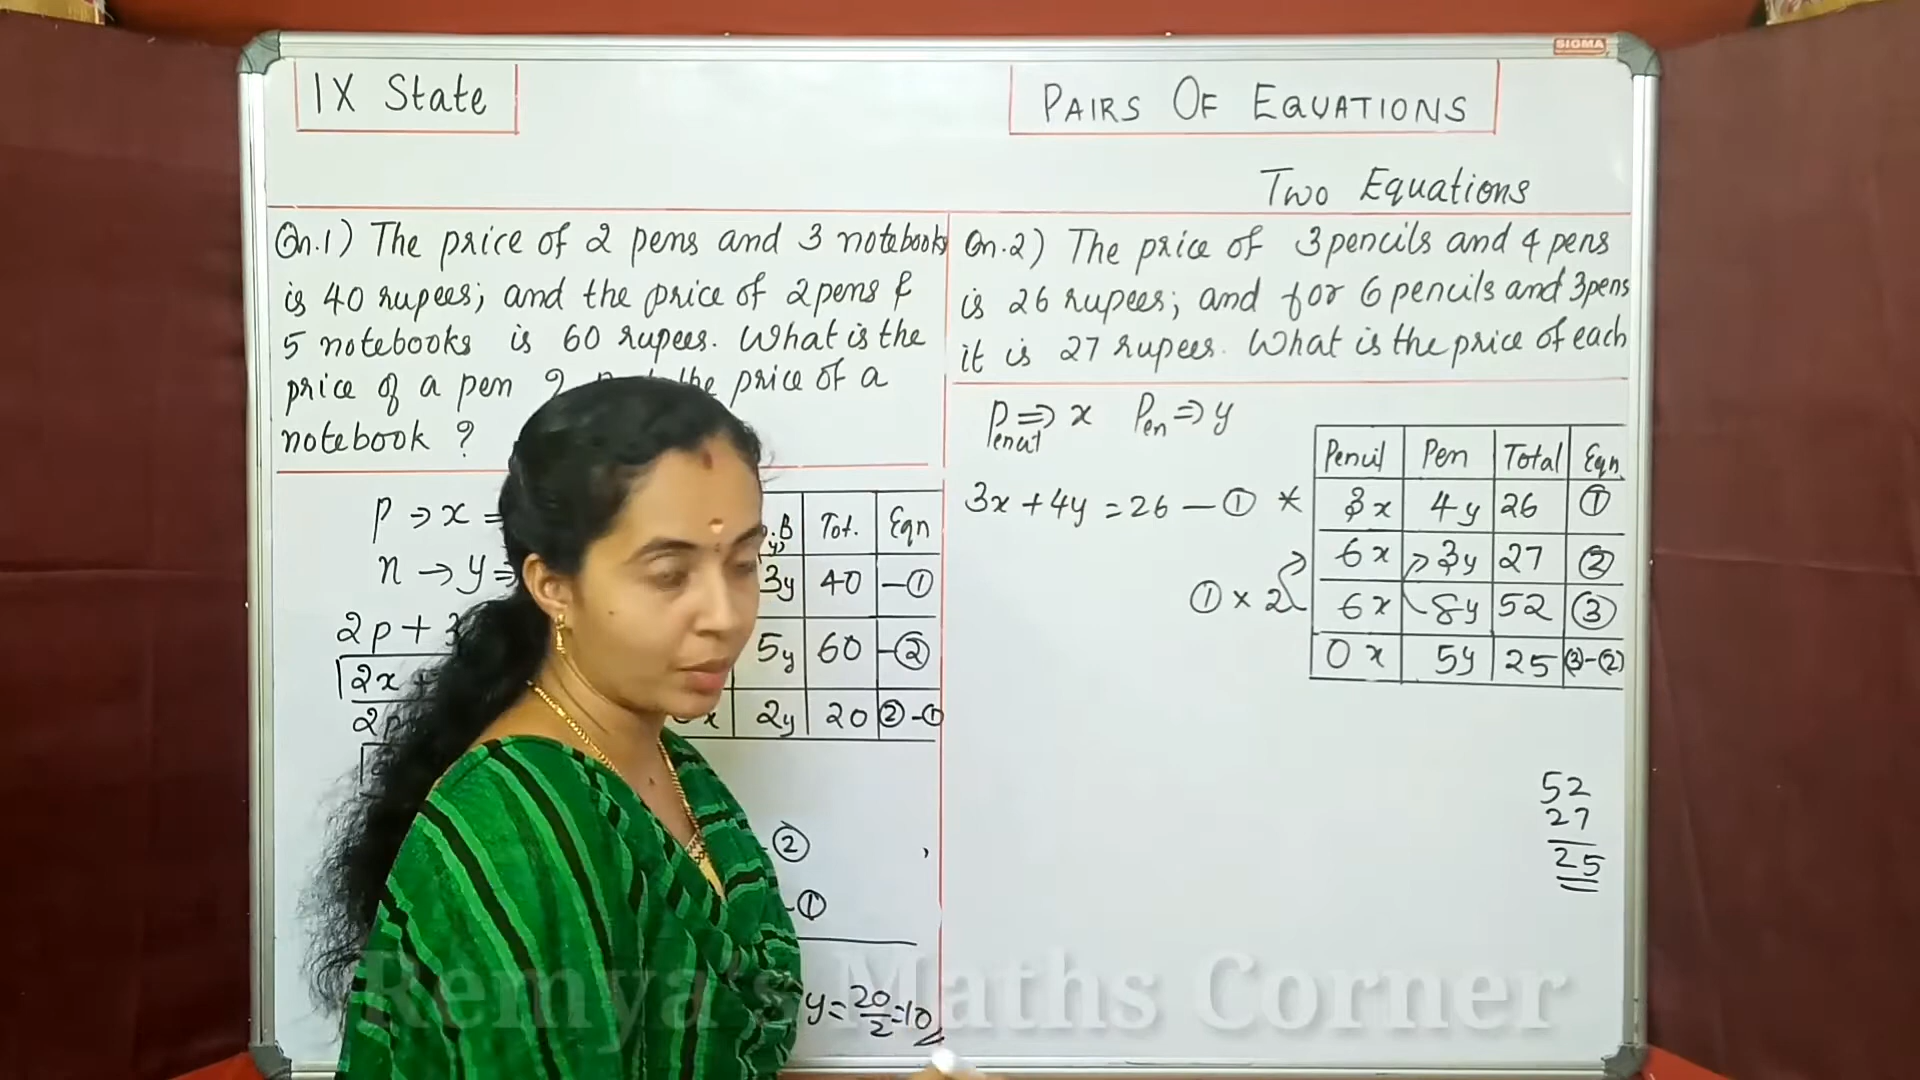 SIGMA
IX State
PAIRS OF EQUATIONS
Two Equations
Qn.1) The price of 2 pens and 3 notebooks
is 40 rupees; and the price of 2 pens &
5 notebooks is 60 rupees. What is the
price of a pen ? the price of a
notebook ?
P → x =
n → y =
2p + 3
2x
Tot. Eqn
3y 40 – ①
5y 60 – ②
x 2y 20 ② - ①
②
- ①
y = 20/2 = 10
Qn.2) The price of 3 pencils and 4 pens
is 26 rupees; and for 6 pencils and 3 pens
it is 27 rupees. What is the price of each
Pencil ⇒ x Pen ⇒ y
3x + 4y = 26 — ① *
① × 2
Pencil Pen Total Eqn
3x 4y 26 ①
6x 3y 27 ②
6x 8y 52 ③
0x 5y 25 ③-②
52
27
25
Remya's Maths Corner